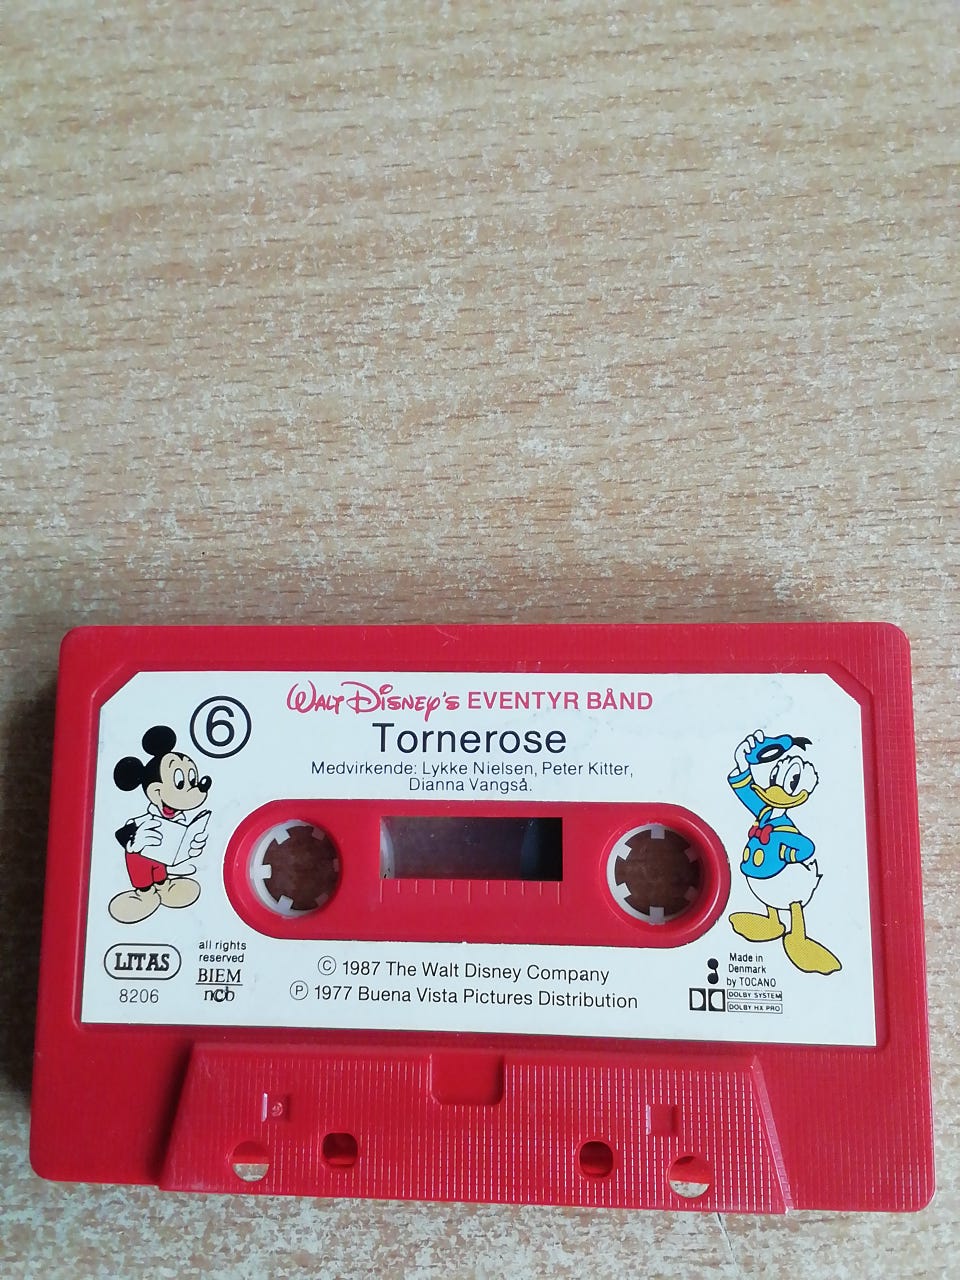 6
WALT DISNEY'S EVENTYR BÅND
Tornerose
Medvirkende: Lykke Nielsen, Peter Kitter,
Dianna Vangså.
LITAS
8206
all rights
reserved
BIEM
ncb
© 1987 The Walt Disney Company
Ⓟ 1977 Buena Vista Pictures Distribution
Made in
Denmark
by TOCANO
DOLBY SYSTEM
DOLBY HX PRO